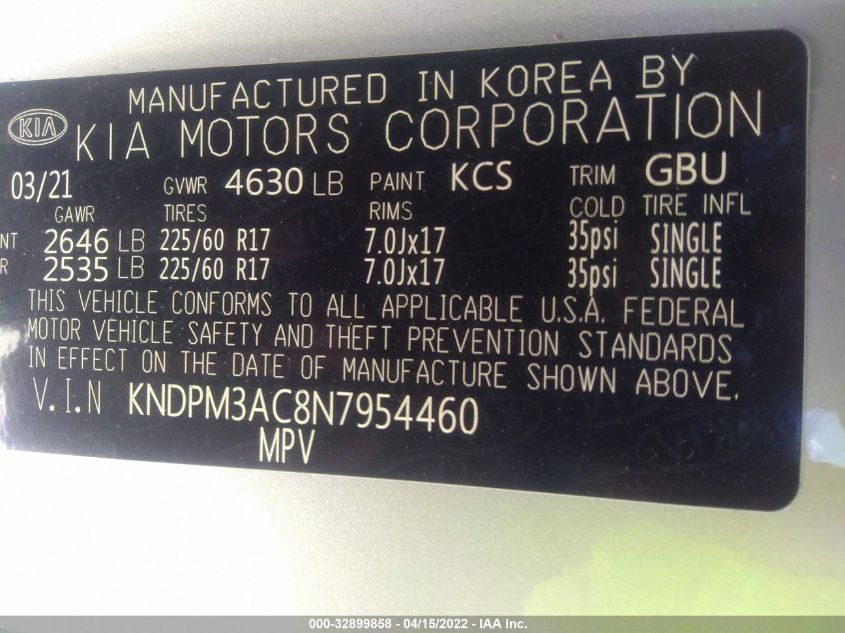 MANUFACTURED IN KOREA BY
KIA KIA MOTORS CORPORATION
03/21 GVWR 4630 LB PAINT KCS TRIM GBU
GAWR TIRES RIMS COLD TIRE INFL
NT 2646 LB 225/60 R17 7.0Jx17 35psi SINGLE
R 2535 LB 225/60 R17 7.0Jx17 35psi SINGLE
THIS VEHICLE CONFORMS TO ALL APPLICABLE U.S.A. FEDERAL
MOTOR VEHICLE SAFETY AND THEFT PREVENTION STANDARDS
IN EFFECT ON THE DATE OF MANUFACTURE SHOWN ABOVE.
V.I.N KNDPM3AC8N7954460
MPV
000-32899858 - 04/15/2022 - IAA Inc.